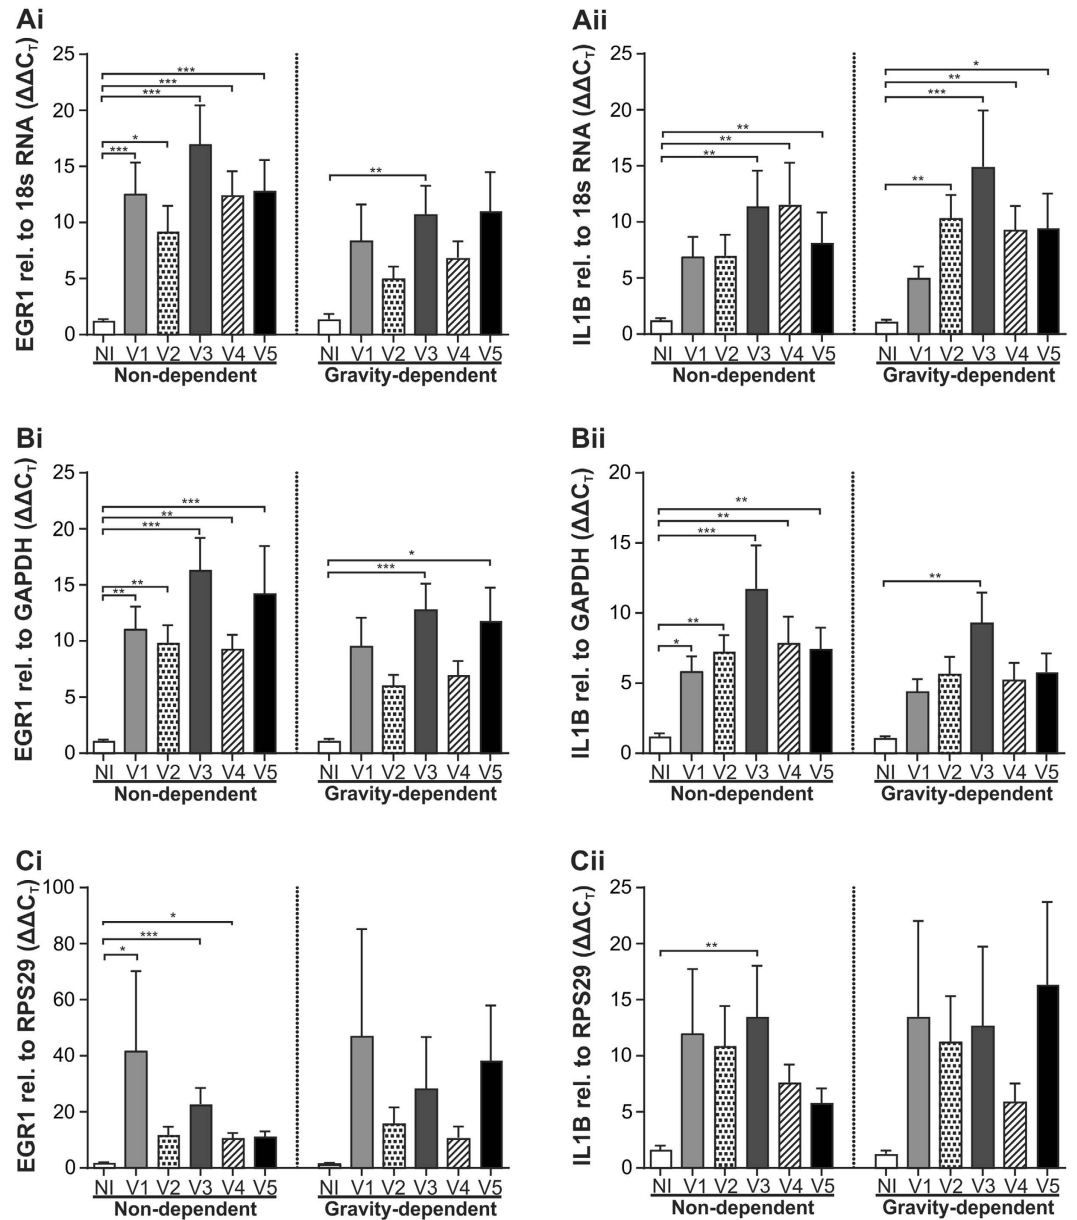 Ai
EGR1 rel. to 18s RNA (ΔΔCT)
25
20
15
10
5
0
***
***
***
*
***
**
NI V1 V2 V3 V4 V5 NI V1 V2 V3 V4 V5
Non-dependent Gravity-dependent
Aii
IL1B rel. to 18s RNA (ΔΔCT)
25
20
15
10
5
0
**
**
**
*
**
***
**
NI V1 V2 V3 V4 V5 NI V1 V2 V3 V4 V5
Non-dependent Gravity-dependent
Bi
EGR1 rel. to GAPDH (ΔΔCT)
25
20
15
10
5
0
***
**
***
**
**
*
***
NI V1 V2 V3 V4 V5 NI V1 V2 V3 V4 V5
Non-dependent Gravity-dependent
Bii
IL1B rel. to GAPDH (ΔΔCT)
20
15
10
5
0
**
**
***
**
*
**
NI V1 V2 V3 V4 V5 NI V1 V2 V3 V4 V5
Non-dependent Gravity-dependent
Ci
EGR1 rel. to RPS29 (ΔΔCT)
100
80
60
40
20
0
*
***
*
NI V1 V2 V3 V4 V5 NI V1 V2 V3 V4 V5
Non-dependent Gravity-dependent
Cii
IL1B rel. to RPS29 (ΔΔCT)
25
20
15
10
5
0
**
NI V1 V2 V3 V4 V5 NI V1 V2 V3 V4 V5
Non-dependent Gravity-dependent